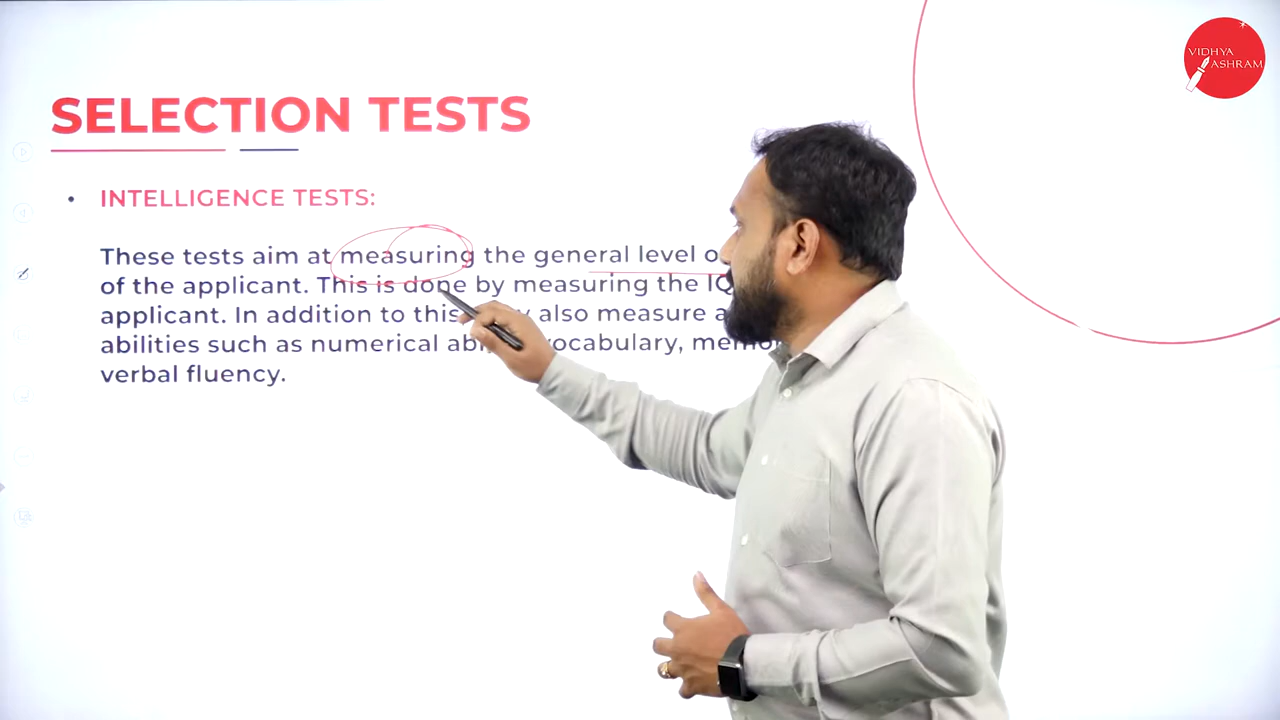 VIDHYA
ASHRAM
SELECTION TESTS
• INTELLIGENCE TESTS:
These tests aim at measuring the general level
of the applicant. This is done by measuring the IQ
applicant. In addition to this also measure
abilities such as numerical vocabulary,
verbal fluency.